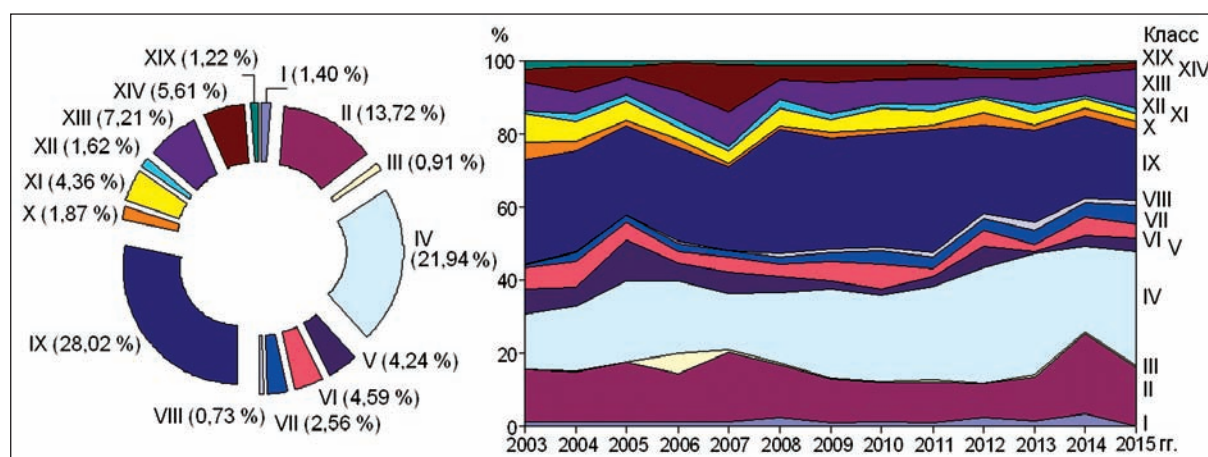 XIX (1,22 %)
I (1,40 %)
XIV (5,61 %)
II (13,72 %)
XIII (7,21 %)
XII (1,62 %)
III (0,91 %)
XI (4,36 %)
X (1,87 %)
IV
(21,94 %)
IX (28,02 %)
V (4,24 %)
VI (4,59 %)
VIII (0,73 %)
VII (2,56 %)
%
100
80
60
40
20
0
2003 2004 2005 2006 2007 2008 2009 2010 2011 2012 2013 2014 2015 гг.
Класс
XIX
XIV
XIII
XII
XI
X
IX
VIII
VII
VI
V
IV
III
II
I